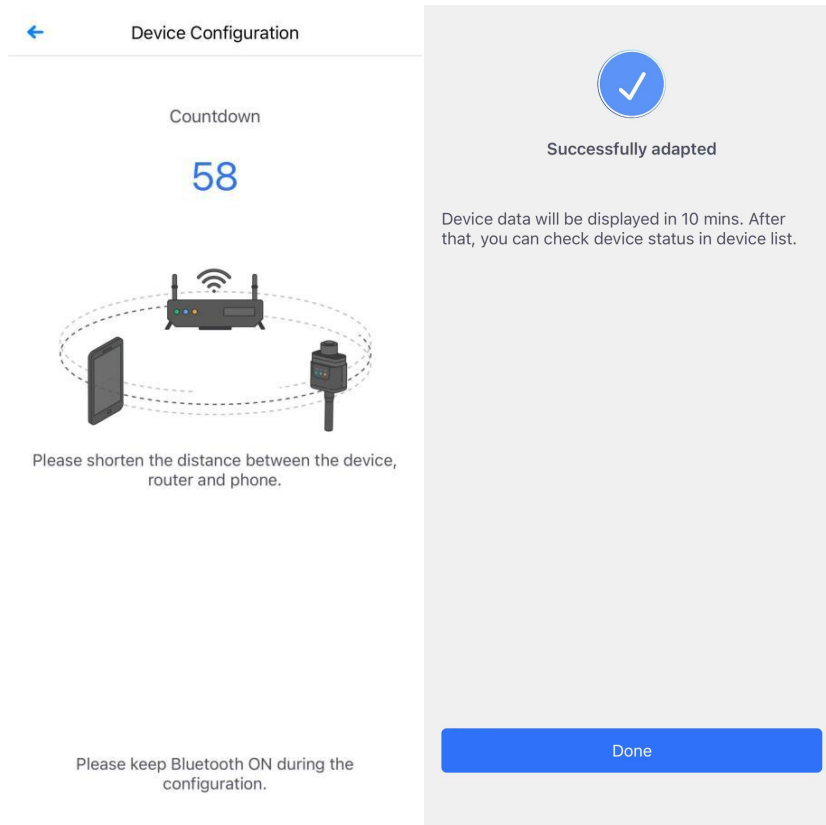 Device Configuration
Countdown
58
Please shorten the distance between the device,
router and phone.
Please keep Bluetooth ON during the
configuration.
Successfully adapted
Device data will be displayed in 10 mins. After
that, you can check device status in device list.
Done